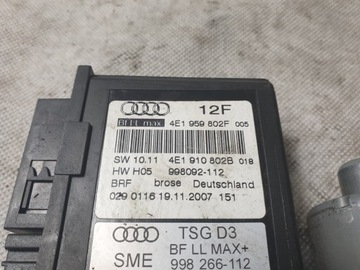 12F
BF LL max 4E1 959 802F 005
SW 10.11 4E1 910 802B 018
HW H05 998092-112
BRF brose Deutschland
029 0116 19.11.2007 151
TSG D3
SME BF LL MAX+
998 266-112